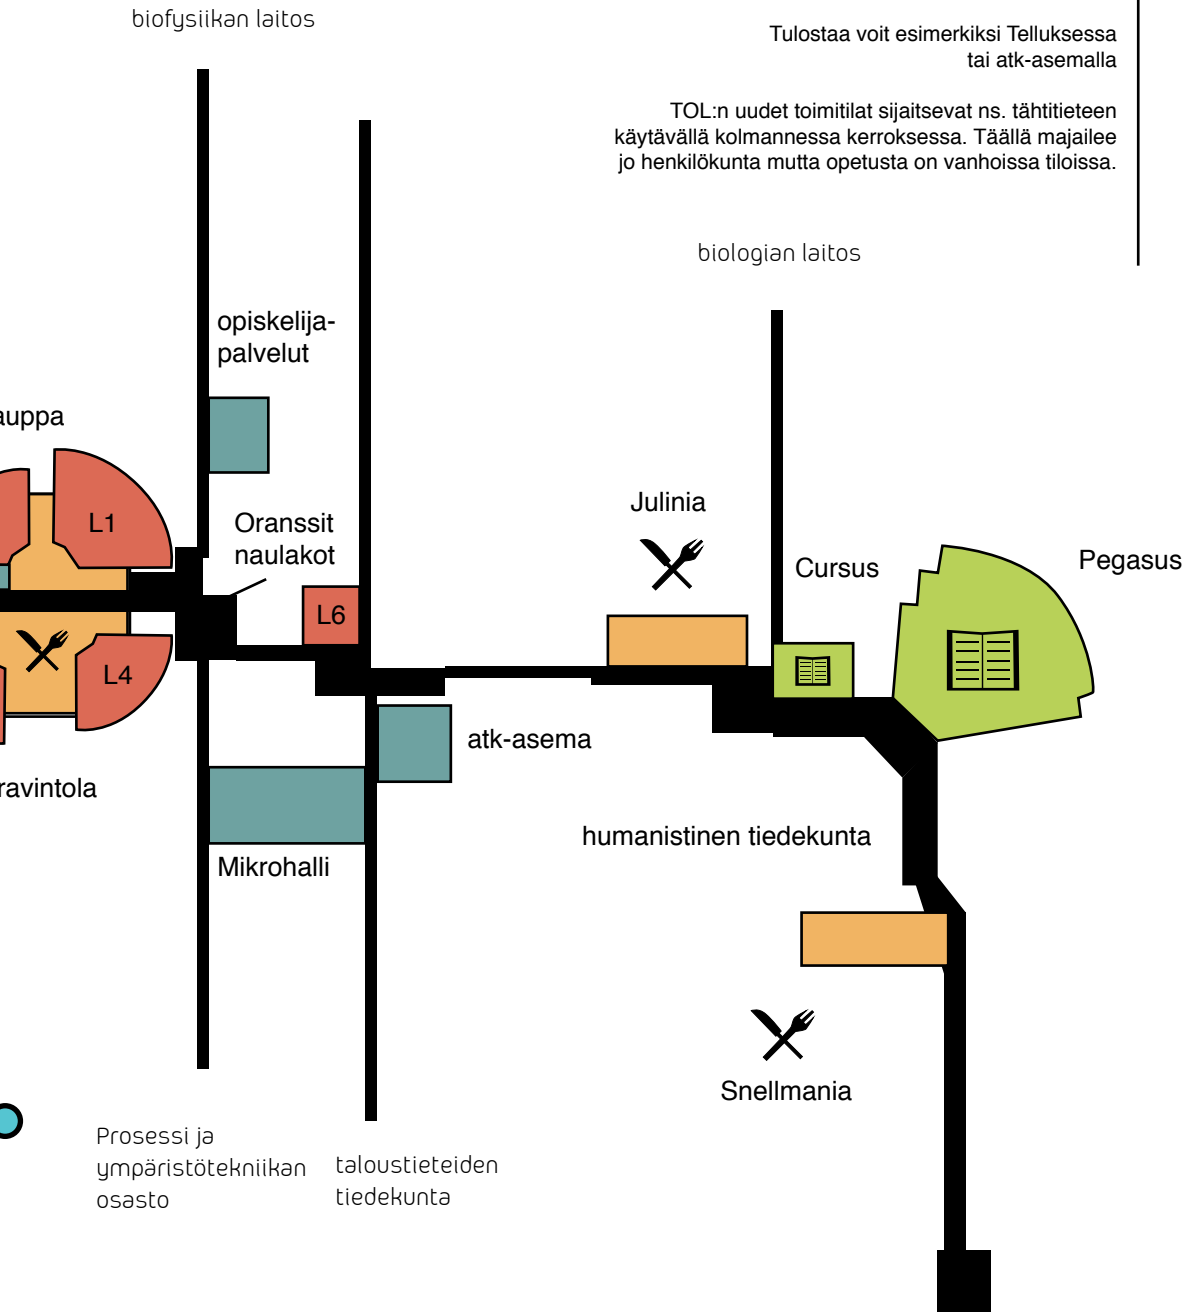 biofysiikan laitos
Tulostaa voit esimerkiksi Telluksessa
tai atk-asemalla
TOL:n uudet toimitilat sijaitsevat ns. tähtitieteen
käytävällä kolmannessa kerroksessa. Täällä majailee
jo henkilökunta mutta opetusta on vanhoissa tiloissa.
biologian laitos
opiskelija-
palvelut
auppa
L1
Oranssit
naulakot
L6
Julinia
Cursus
Pegasus
L4
atk-asema
ravintola
Mikrohalli
humanistinen tiedekunta
Snellmania
Prosessi ja
ympäristötekniikan
osasto
taloustieteiden
tiedekunta